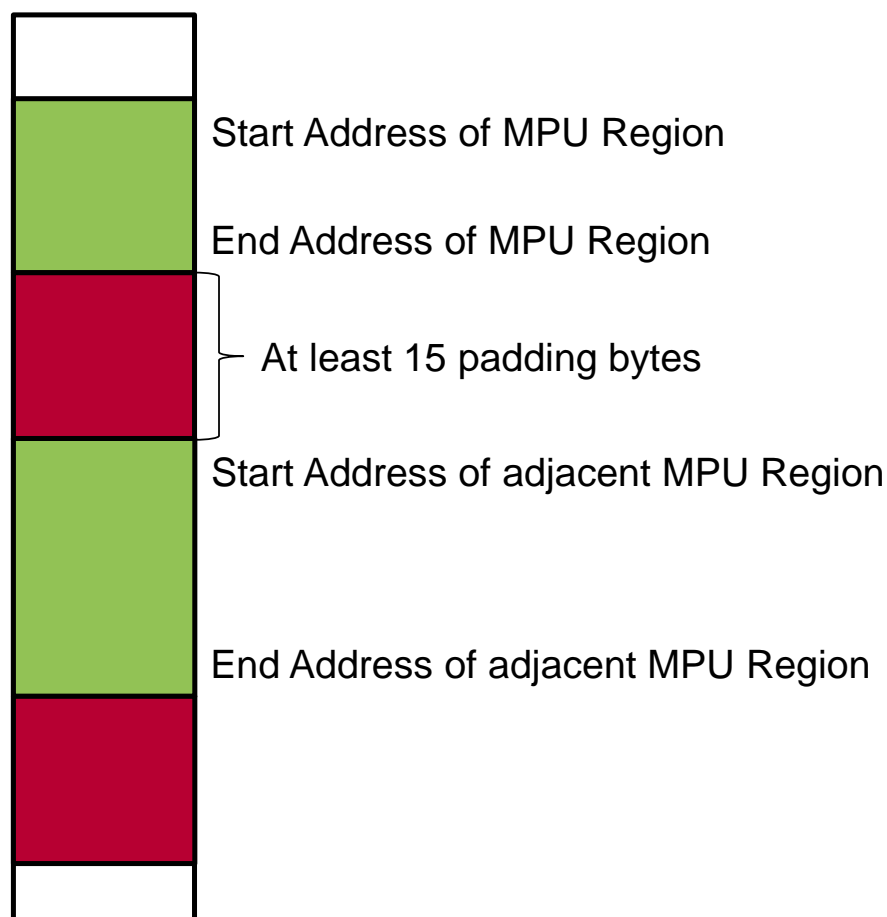 Start Address of MPU Region
End Address of MPU Region
At least 15 padding bytes
Start Address of adjacent MPU Region
End Address of adjacent MPU Region